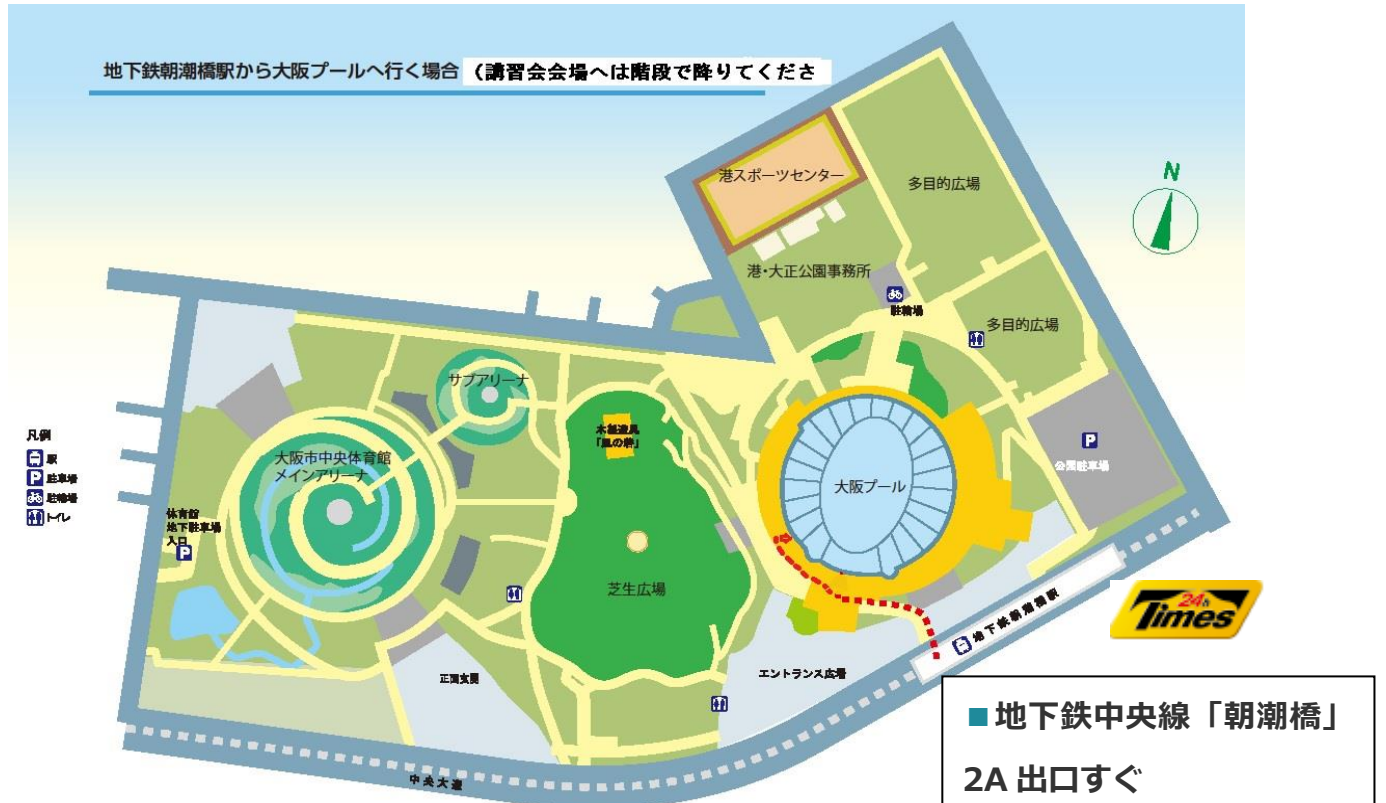 地下鉄朝潮橋駅から大阪プールへ行く場合 (講習会会場へは階段で降りてくださ
港スポーツセンター
多目的広場
N
港・大正公園事務所
駐輪場
多目的広場
サブアリーナ
木製遊具
凡例
駅
P 駐車場
駐輪場
トイレ
大阪市中央体育館
メインアリーナ
大阪プール
P
公園駐車場
体育館
地下駐車場
入口
P
芝生広場
地下鉄朝潮橋駅
24h
Times
エントランス広場
正面玄関
中央大通
■地下鉄中央線「朝潮橋」
2A 出口すぐ